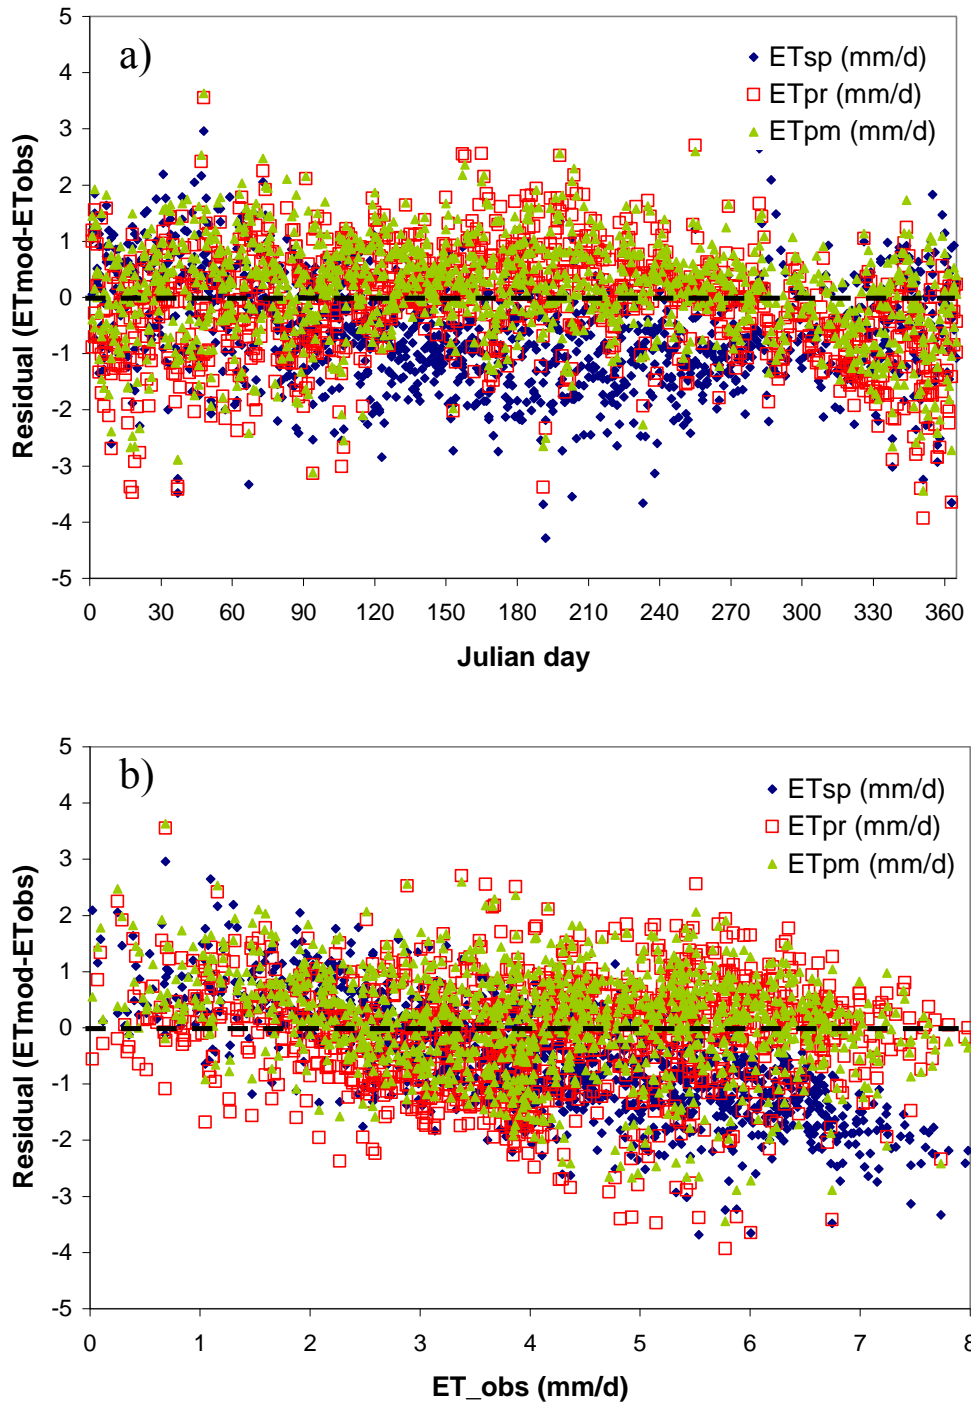 a)
ETsp (mm/d)
ETpr (mm/d)
ETpm (mm/d)
Residual (ETmod-ETobs)
5
4
3
2
1
0
-1
-2
-3
-4
-5
0 30 60 90 120 150 180 210 240 270 300 330 360
Julian day
b)
ETsp (mm/d)
ETpr (mm/d)
ETpm (mm/d)
Residual (ETmod-ETobs)
5
4
3
2
1
0
-1
-2
-3
-4
-5
0 1 2 3 4 5 6 7 8
ET_obs (mm/d)